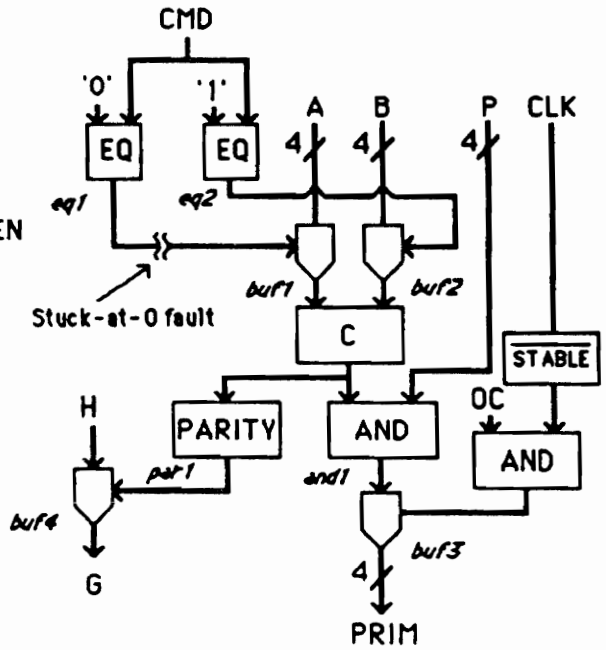 CMD
'0'
'1'
A
B
P
CLK
4
4
4
EQ
EQ
eq1
eq2
EN
Stuck-at-0 fault
buf1
buf2
C
STABLE
H
OC
PARITY
AND
AND
par1
and1
buf4
buf3
G
4
PRIM